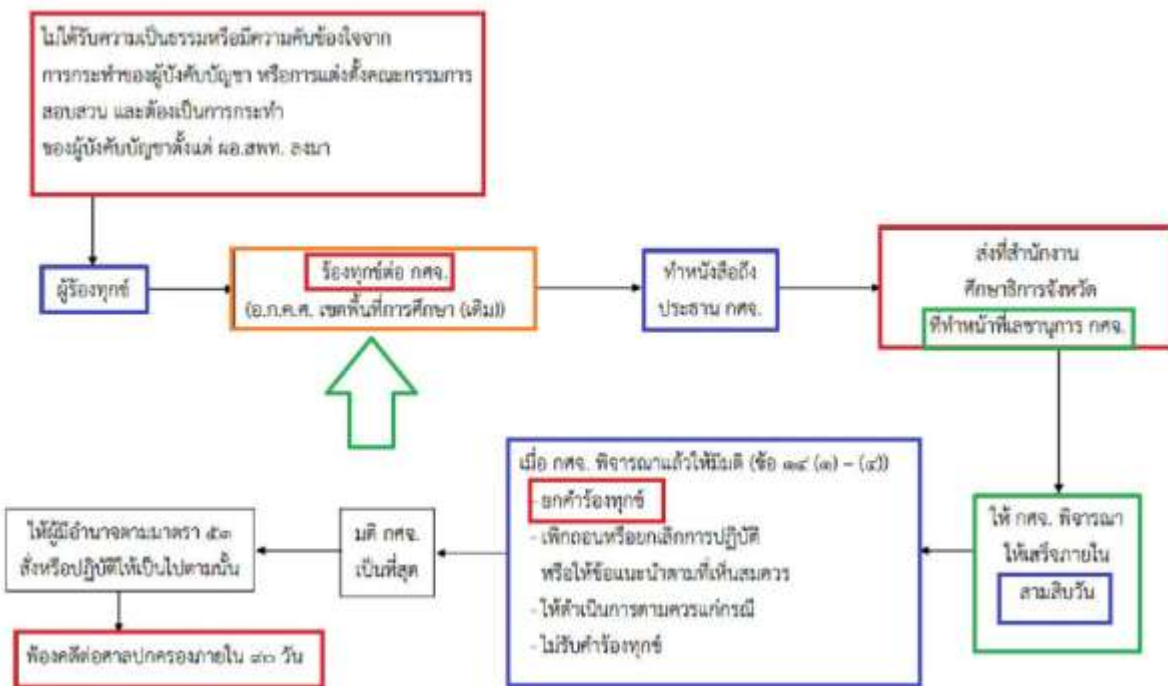 ไม่ได้รับความเป็นธรรมหรือมีความคับข้องใจจาก
การกระทำของผู้บังคับบัญชา หรือการแต่งตั้งคณะกรรมการ
สอบสวน และต้องเป็นการกระทำ
ของผู้บังคับบัญชาตั้งแต่ ผอ.สพท. ลงมา
ผู้ร้องทุกข์
ร้องทุกข์ต่อ กศจ.
(อ.ก.ค.ศ. เขตพื้นที่การศึกษา (เดิม))
ทำหนังสือถึง
ประธาน กศจ.
ส่งที่สำนักงาน
ศึกษาธิการจังหวัด
ที่ทำหน้าที่เลขานุการ กศจ.
ให้ กศจ. พิจารณา
ให้เสร็จภายใน
สามสิบวัน
เมื่อ กศจ. พิจารณาแล้วให้มีมติ (ข้อ ๑๔ (๑) – (๔))
- ยกคำร้องทุกข์
- เพิกถอนหรือยกเลิกการปฏิบัติ
หรือให้ข้อแนะนำตามที่เห็นสมควร
- ให้ดำเนินการตามควรแก่กรณี
- ไม่รับคำร้องทุกข์
มติ กศจ.
เป็นที่สุด
ให้ผู้มีอำนาจตามมาตรา ๕๓
สั่งหรือปฏิบัติให้เป็นไปตามนั้น
ฟ้องคดีต่อศาลปกครองภายใน ๙๐ วัน